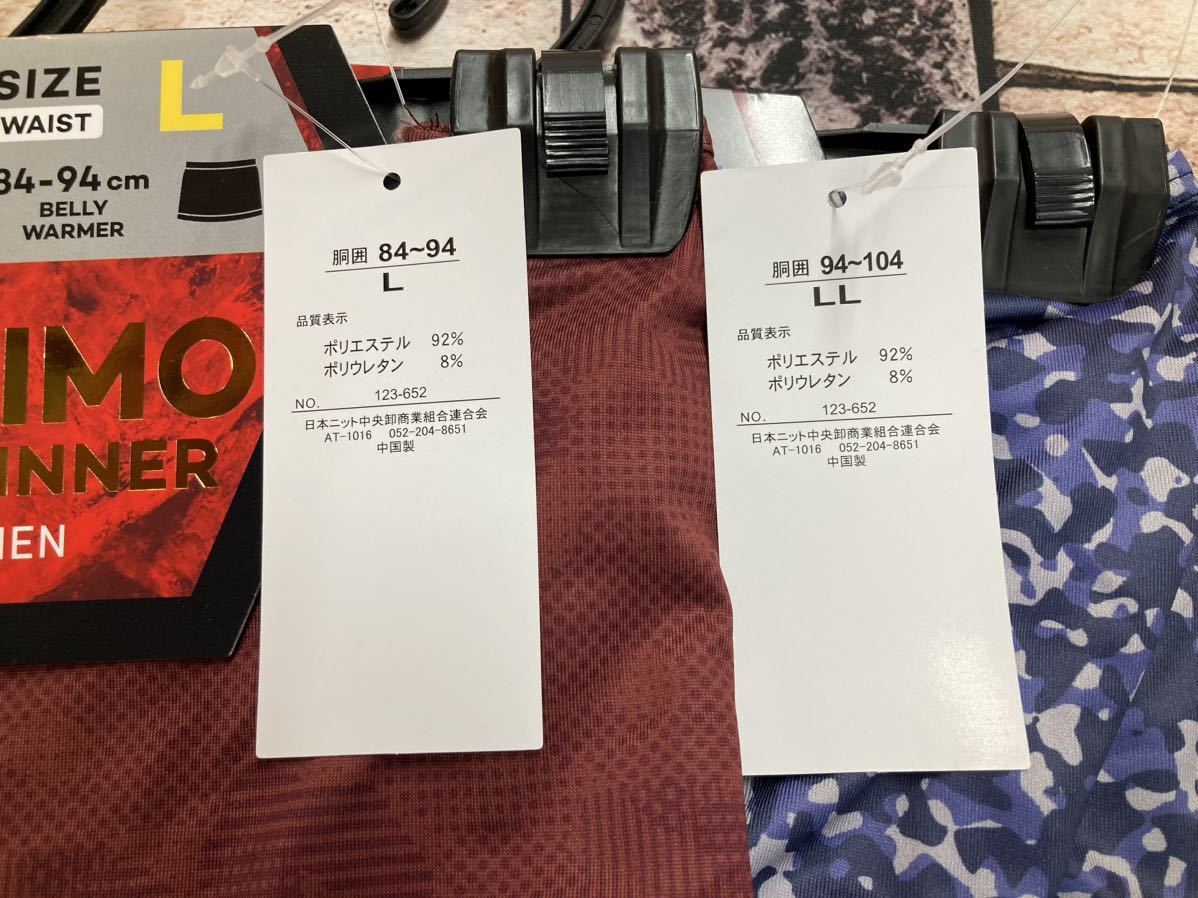 SIZE L
WAIST
84-94 cm
BELLY
WARMER
IMO
INNER
胴囲 84~94
L
品質表示
ポリエステル 92%
ポリウレタン 8%
NO. 123-652
日本ニット中央卸商業組合連合会
AT-1016 052-204-8651
中国製
胴囲 94~104
LL
品質表示
ポリエステル 92%
ポリウレタン 8%
NO. 123-652
日本ニット中央卸商業組合連合会
AT-1016 052-204-8651
中国製